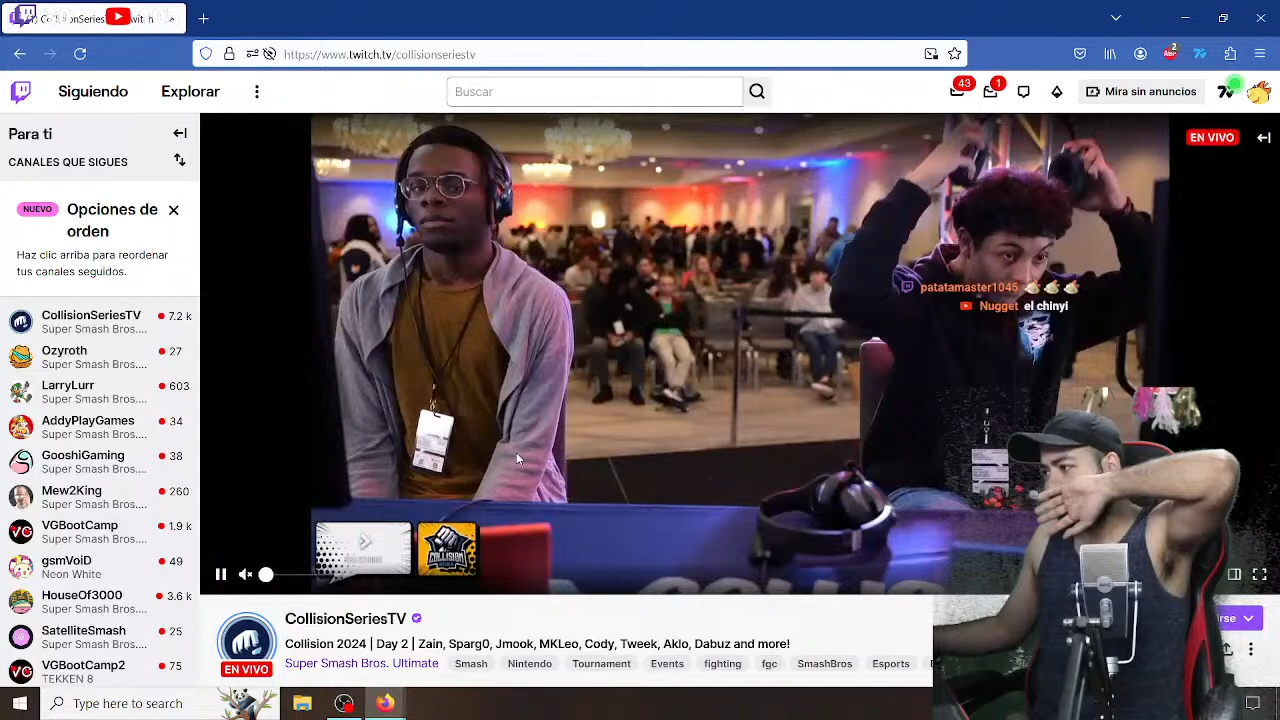 https://www.twitch.tv/collisionseriestv
2
Siguiendo
Explorar
Buscar
43
1
Mira sin anuncios
Para ti
CANALES QUE SIGUES
NUEVO
Opciones de orden
Haz clic arriba para reordenar
tus canales seguidos.
CollisionSeriesTV
7.2 k
Super Smash Bros....
Ozyroth
27
Super Smash Bros....
LarryLurr
603
Super Smash Bros....
AddyPlayGames
34
Super Smash Bros....
GooshiGaming
38
Super Smash Bros....
Mew2King
260
Super Smash Bros....
VGBootCamp
1.9 k
Super Smash Bros....
gsmVoiD
49
Neon White
HouseOf3000
3.6 k
Super Smash Bros....
SatelliteSmash
25
Super Smash Bros....
VGBootCamp2
75
TEKKEN 8
EN VIVO
patatamaster1045
Nugget el chinyi
COLLISION
EN VIVO
CollisionSeriesTV
Collision 2024 | Day 2 | Zain, Sparg0, Jmook, MKLeo, Cody, Tweek, Aklo, Dabuz and more!
Super Smash Bros. Ultimate
Smash
Nintendo
Tournament
Events
fighting
fgc
SmashBros
Esports
Type here to search